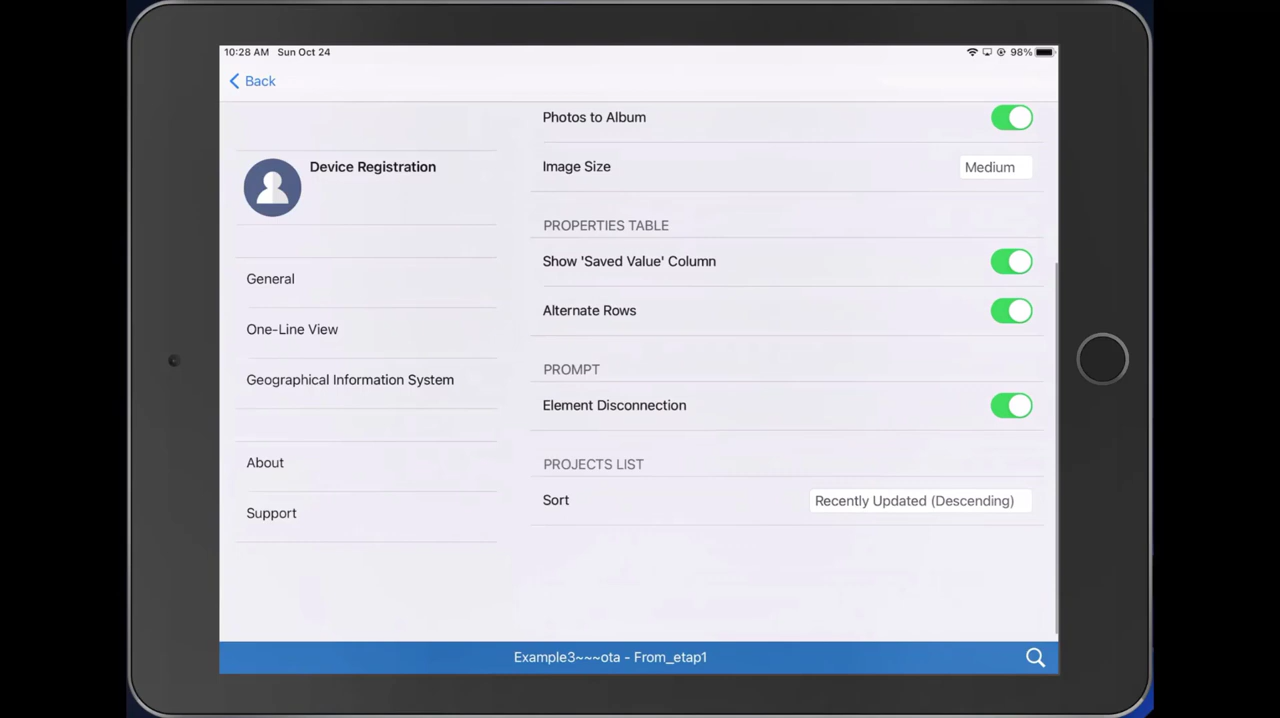 10:28 AM Sun Oct 24
98%
Back
Device Registration
General
One-Line View
Geographical Information System
About
Support
Photos to Album
Image Size
Medium
PROPERTIES TABLE
Show 'Saved Value' Column
Alternate Rows
PROMPT
Element Disconnection
PROJECTS LIST
Sort
Recently Updated (Descending)
Example3~~~ota - From_etap1